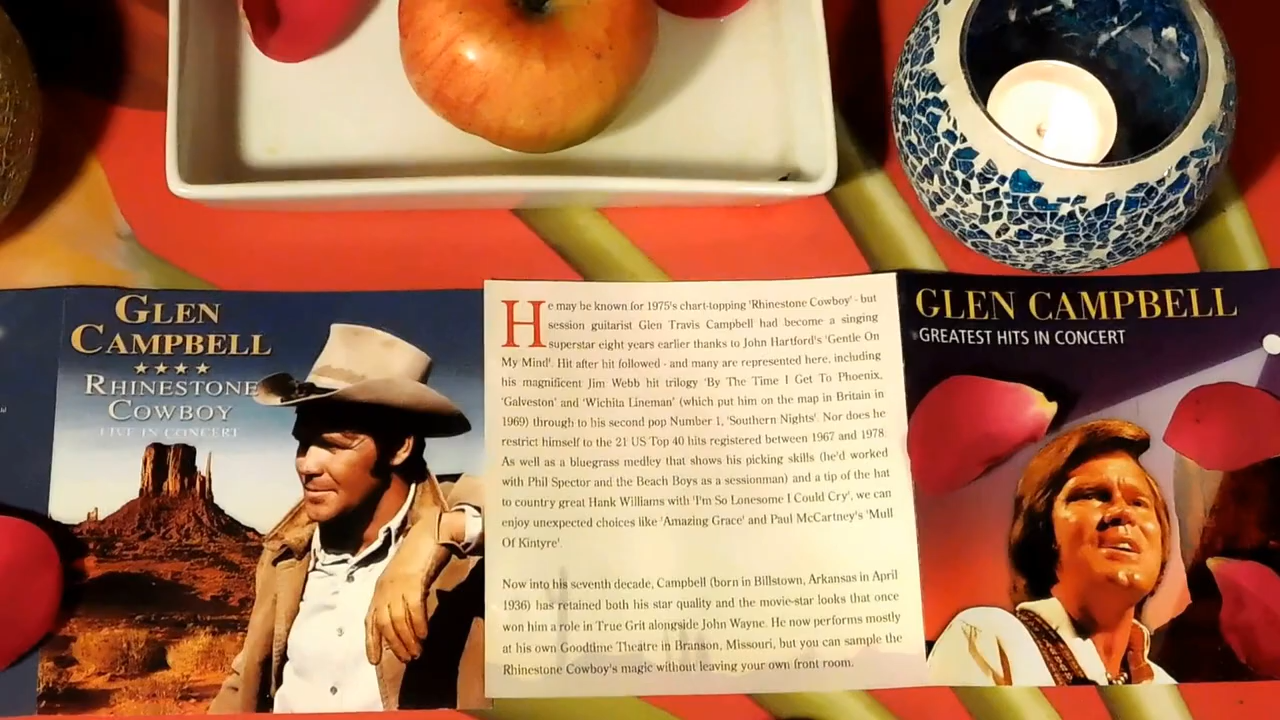 GLEN
CAMPBELL
★★★★
RHINESTONE
COWBOY
LIVE IN CONCERT
He may be known for 1975's chart-topping 'Rhinestone Cowboy' - but
session guitarist Glen Travis Campbell had become a singing
superstar eight years earlier thanks to John Hartford's 'Gentle On
My Mind'. Hit after hit followed - and many are represented here, including
his magnificent Jim Webb hit trilogy 'By The Time I Get To Phoenix,
'Galveston' and 'Wichita Lineman' (which put him on the map in Britain in
1969) through to his second pop Number 1, 'Southern Nights'. Nor does he
restrict himself to the 21 US Top 40 hits registered between 1967 and 1978.
As well as a bluegrass medley that shows his picking skills (he'd worked
with Phil Spector and the Beach Boys as a sessionman) and a tip of the hat
to country great Hank Williams with 'I'm So Lonesome I Could Cry', we can
enjoy unexpected choices like 'Amazing Grace' and Paul McCartney's 'Mull
Of Kintyre'.
Now into his seventh decade, Campbell (born in Billstown, Arkansas in April
1936) has retained both his star quality and the movie-star looks that once
won him a role in True Grit alongside John Wayne. He now performs mostly
at his own Goodtime Theatre in Branson, Missouri, but you can sample the
Rhinestone Cowboy's magic without leaving your own front room.
GLEN CAMPBELL
GREATEST HITS IN CONCERT